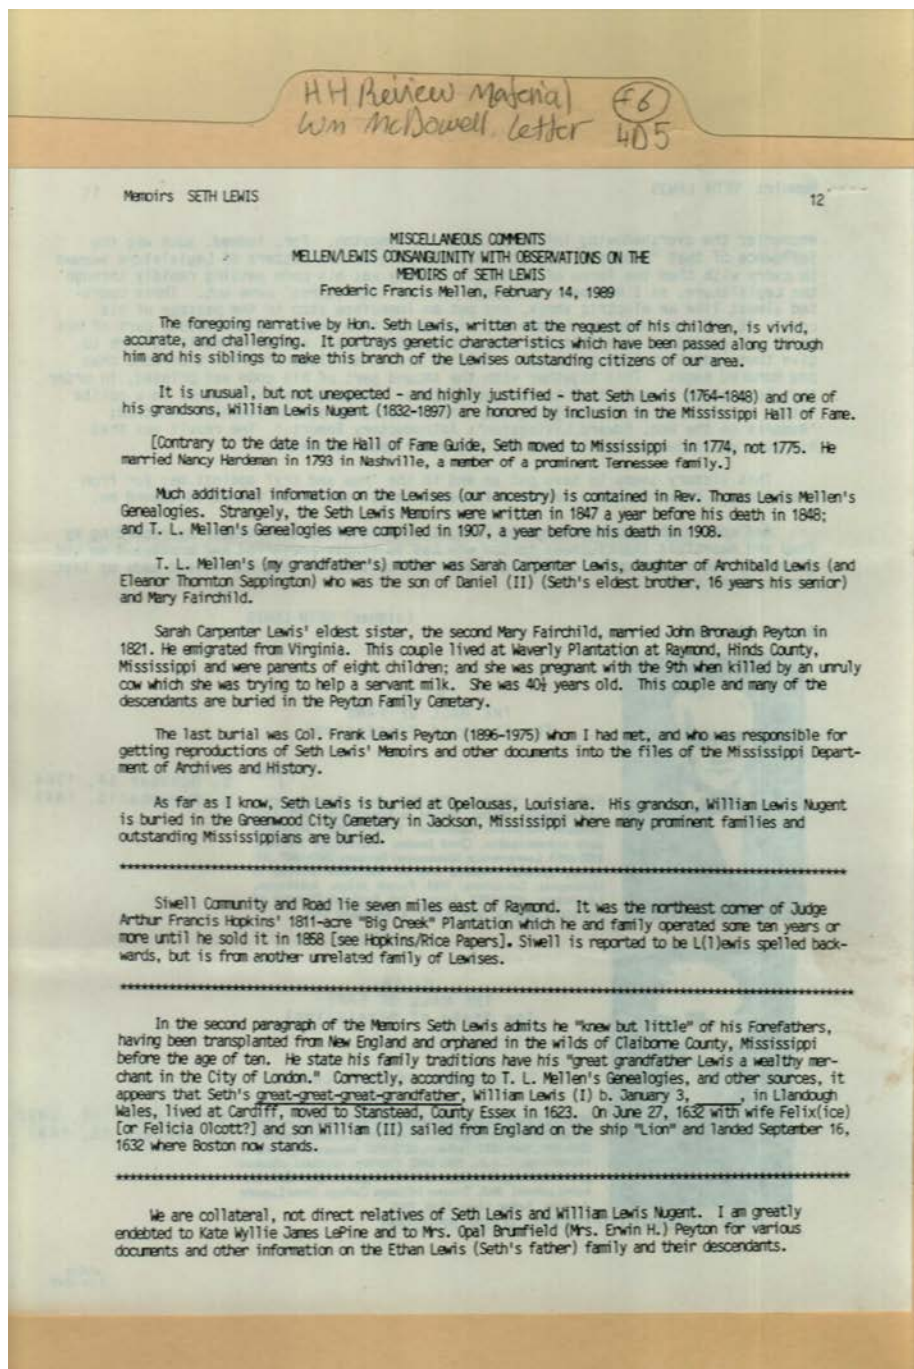 HH Review Material
Wm McDowell Letter
F6
4D5
Memoirs SETH LEWIS
12
MISCELLANEOUS COMMENTS
MELLEN/LEWIS CONSANGUINITY WITH OBSERVATIONS ON THE
MEMOIRS of SETH LEWIS
Frederic Francis Mellen, February 14, 1989
The foregoing narrative by Hon. Seth Lewis, written at the request of his children, is vivid,
accurate, and challenging. It portrays genetic characteristics which have been passed along through
him and his siblings to make this branch of the Lewises outstanding citizens of our area.
It is unusual, but not unexpected - and highly justified - that Seth Lewis (1764-1848) and one of
his grandsons, William Lewis Nugent (1832-1897) are honored by inclusion in the Mississippi Hall of Fame.
[Contrary to the date in the Hall of Fame Guide, Seth moved to Mississippi in 1774, not 1775. He
married Nancy Hardeman in 1793 in Nashville, a member of a prominent Tennessee family.]
Much additional information on the Lewises (our ancestry) is contained in Rev. Thomas Lewis Mellen's
Genealogies. Strangely, the Seth Lewis Memoirs were written in 1847 a year before his death in 1848;
and T. L. Mellen's Genealogies were compiled in 1907, a year before his death in 1908.
T. L. Mellen's (my grandfather's) mother was Sarah Carpenter Lewis, daughter of Archibald Lewis (and
Eleanor Thornton Sappington) who was the son of Daniel (II) (Seth's eldest brother, 16 years his senior)
and Mary Fairchild.
Sarah Carpenter Lewis' eldest sister, the second Mary Fairchild, married John Bronaugh Peyton in
1821. He emigrated from Virginia. This couple lived at Waverly Plantation at Raymond, Hinds County,
Mississippi and were parents of eight children; and she was pregnant with the 9th when killed by an unruly
cow which she was trying to help a servant milk. She was 40½ years old. This couple and many of the
descendants are buried in the Peyton Family Cemetery.
The last burial was Col. Frank Lewis Peyton (1896-1975) whom I had met, and who was responsible for
getting reproductions of Seth Lewis' Memoirs and other documents into the files of the Mississippi Depart-
ment of Archives and History.
As far as I know, Seth Lewis is buried at Opelousas, Louisiana. His grandson, William Lewis Nugent
is buried in the Greenwood City Cemetery in Jackson, Mississippi where many prominent families and
outstanding Mississippians are buried.
Siwell Community and Road lie seven miles east of Raymond. It was the northeast corner of Judge
Arthur Francis Hopkins' 1811-acre "Big Creek" Plantation which he and family operated some ten years or
more until he sold it in 1858 [see Hopkins/Rice Papers]. Siwell is reported to be L(l)ewis spelled back-
wards, but is from another unrelated family of Lewises.
In the second paragraph of the Memoirs Seth Lewis admits he "knew but little" of his Forefathers,
having been transplanted from New England and orphaned in the wilds of Claiborne County, Mississippi
before the age of ten. He state his family traditions have his "great grandfather Lewis a wealthy mer-
chant in the City of London." Correctly, according to T. L. Mellen's Genealogies, and other sources, it
appears that Seth's great-great-great-grandfather, William Lewis (I) b. January 3, _____, in Llandough
Wales, lived at Cardiff, moved to Stanstead, County Essex in 1623. On June 27, 1632 with wife Felix(ice)
[or Felicia Olcott?] and son William (II) sailed from England on the ship "Lion" and landed September 16,
1632 where Boston now stands.
We are collateral, not direct relatives of Seth Lewis and William Lewis Nugent. I am greatly
endebted to Kate Wyllie James LePine and to Mrs. Opal Brumfield (Mrs. Erwin H.) Peyton for various
documents and other information on the Ethan Lewis (Seth's father) family and their descendants.